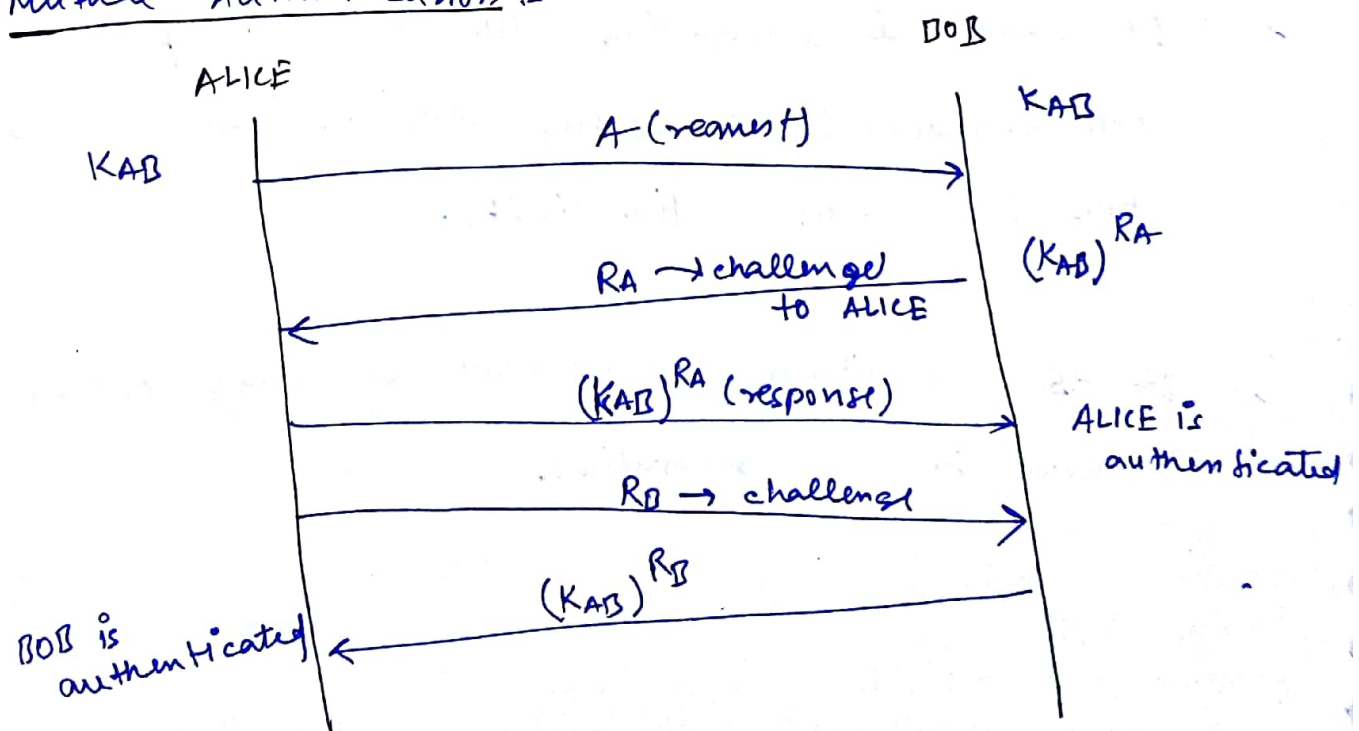 ALICE
BOB
KAB
KAB
A (request)
RA → challenge
to ALICE
(KAB)^RA
(KAB)^RA (response)
ALICE is
authenticated
RB → challenge
(KAB)^RB
BOB is
authenticated